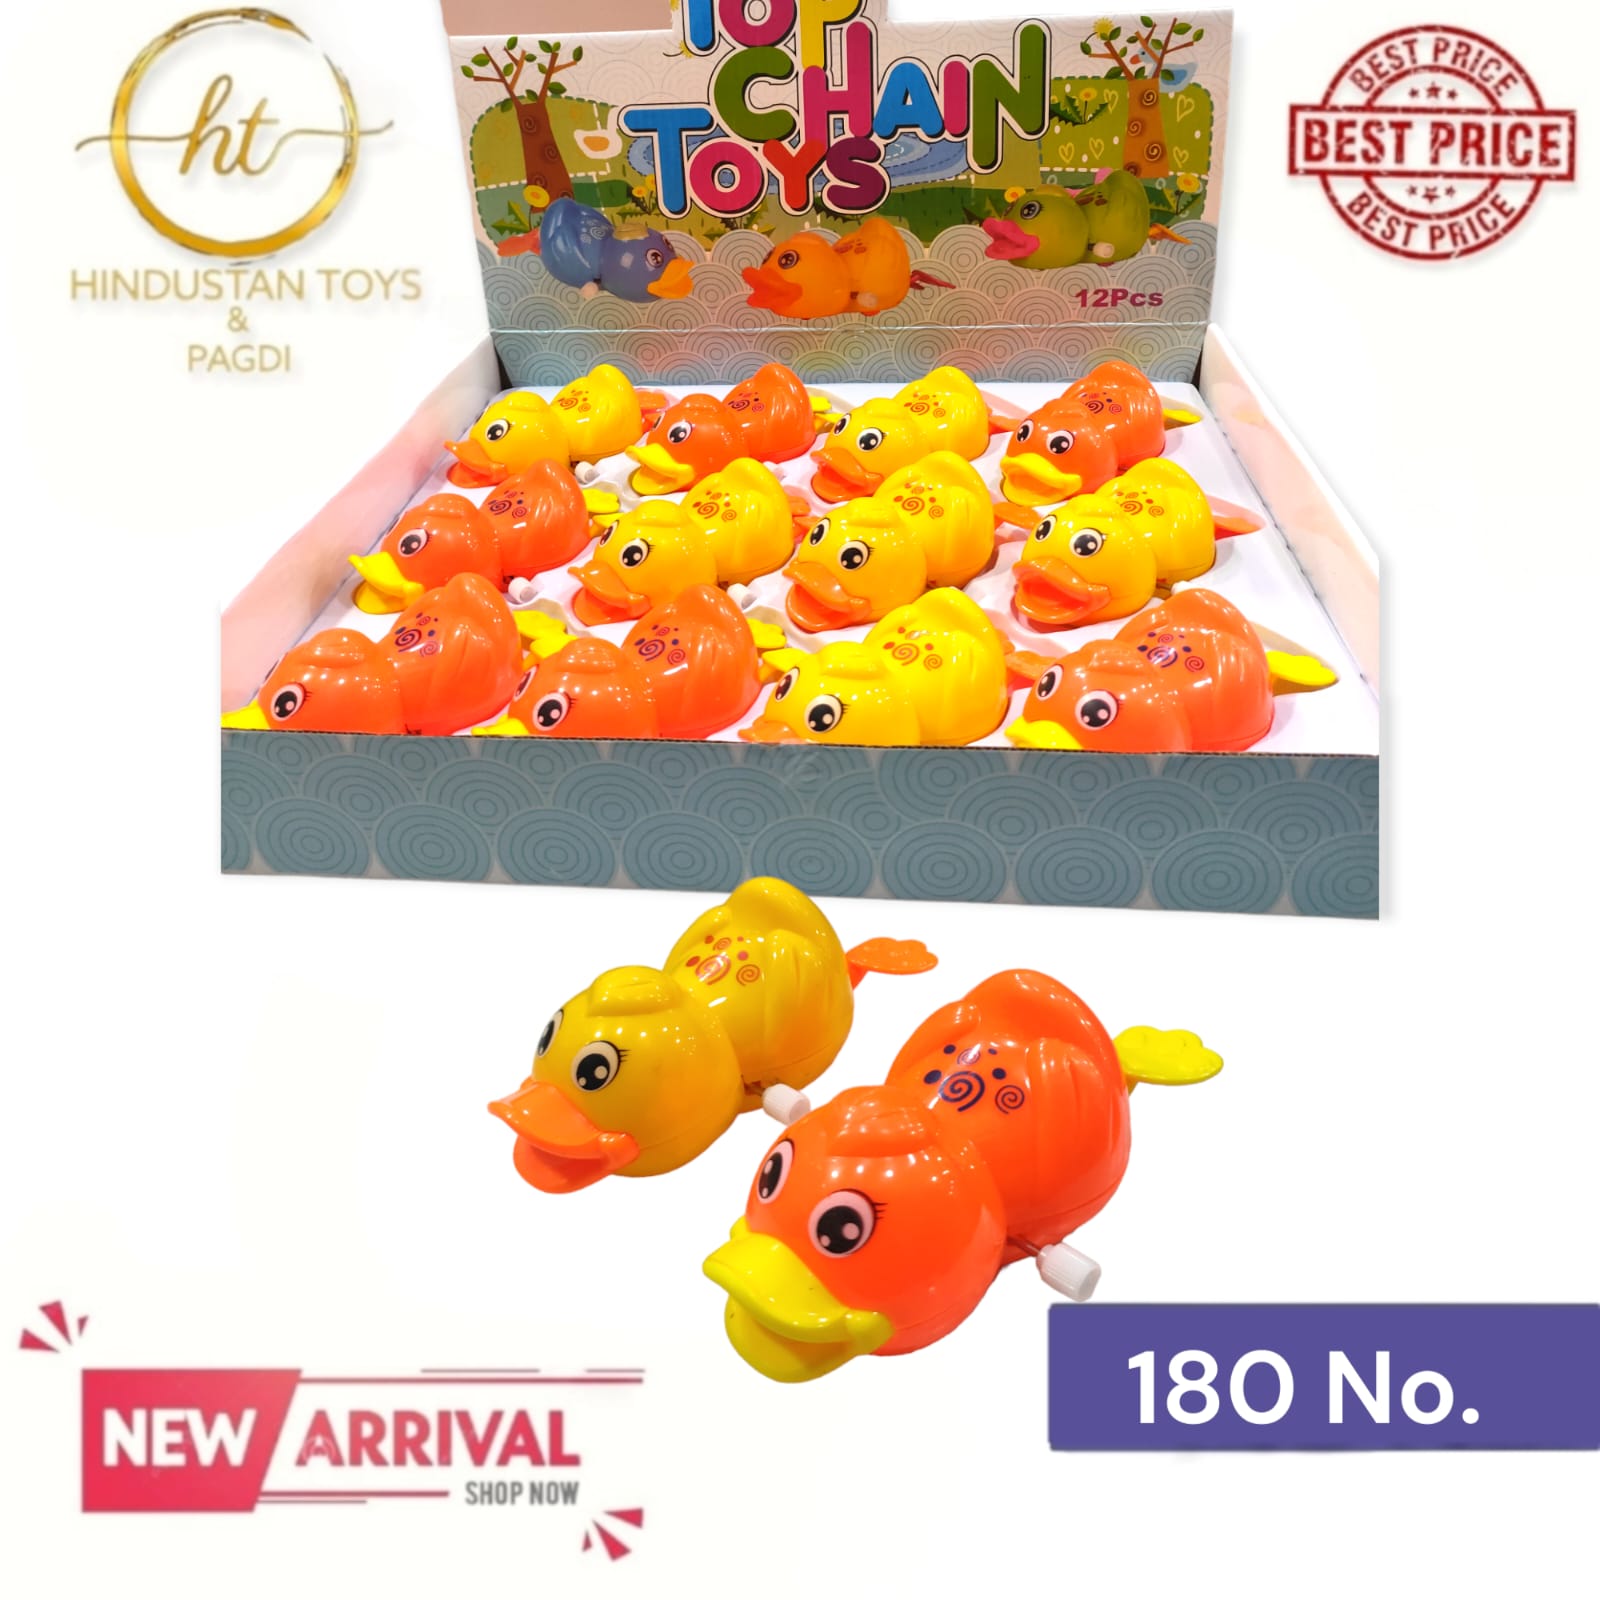 ht
HINDUSTAN TOYS
&
PAGDI
TOP
CHAIN
TOYS
12Pcs
BEST PRICE
BEST PRICE
BEST PRICE
NEW ARRIVAL
SHOP NOW
180 No.